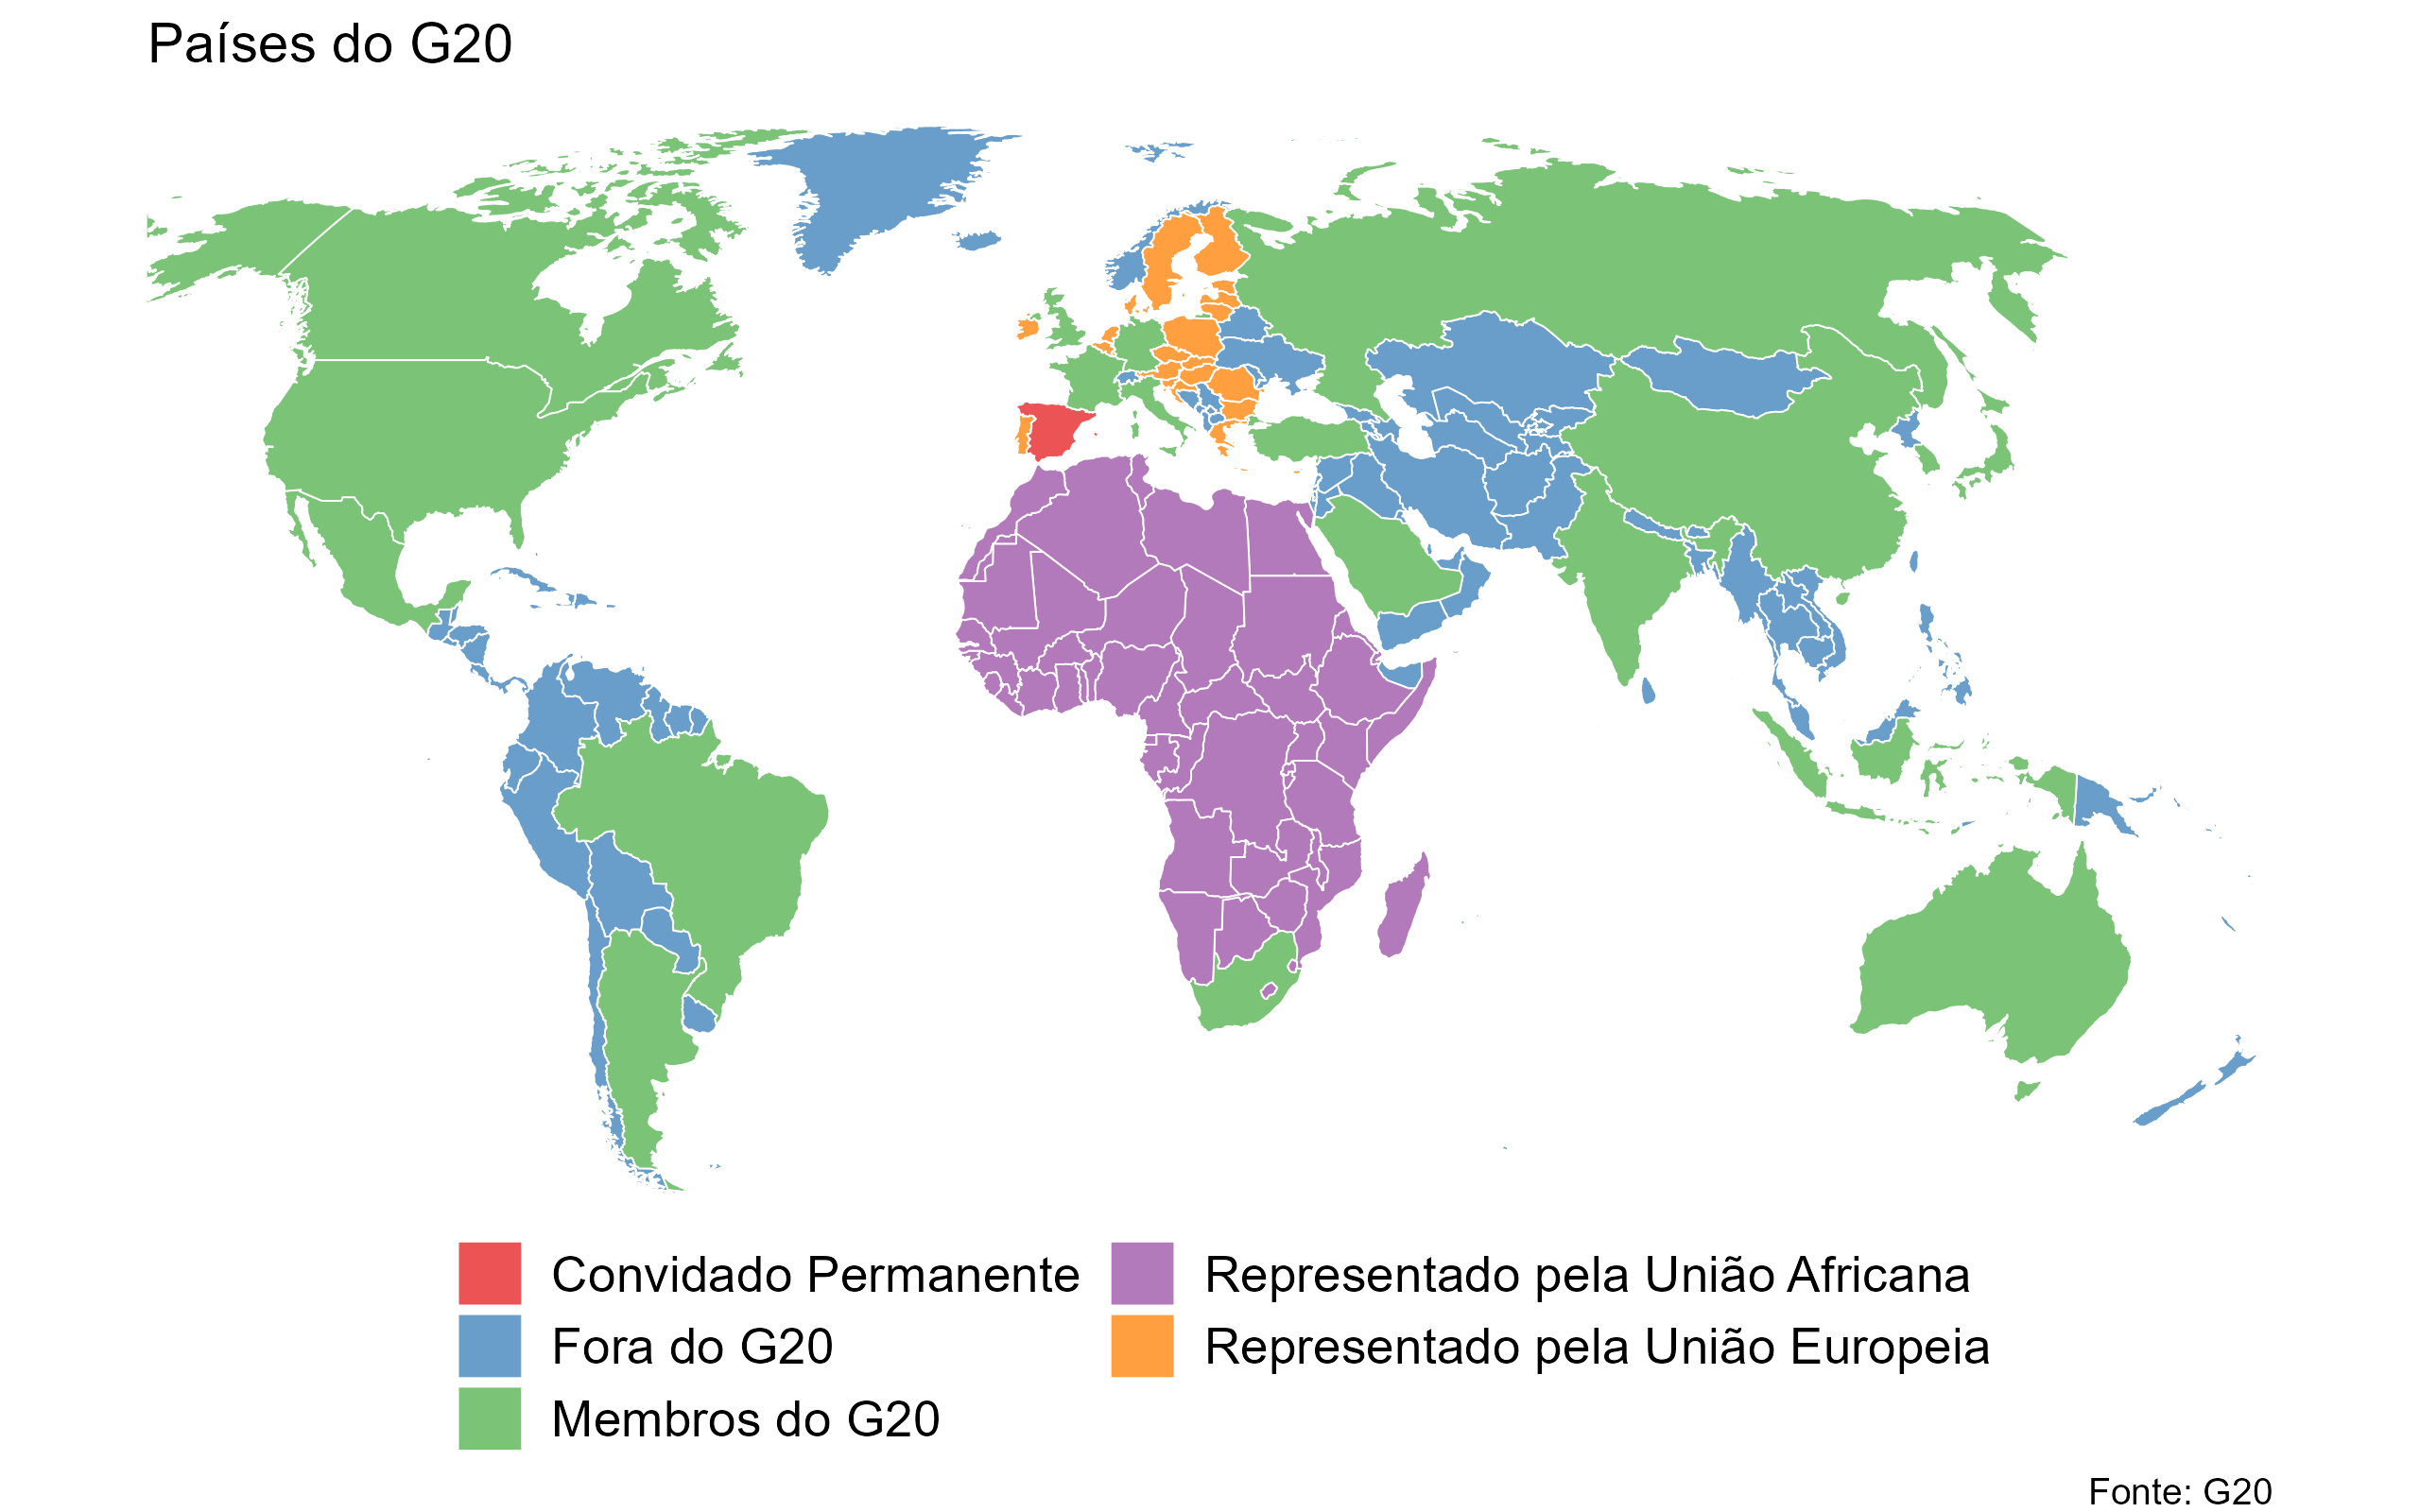 Países do G20
Convidado Permanente
Fora do G20
Membros do G20
Representado pela União Africana
Representado pela União Europeia
Fonte: G20